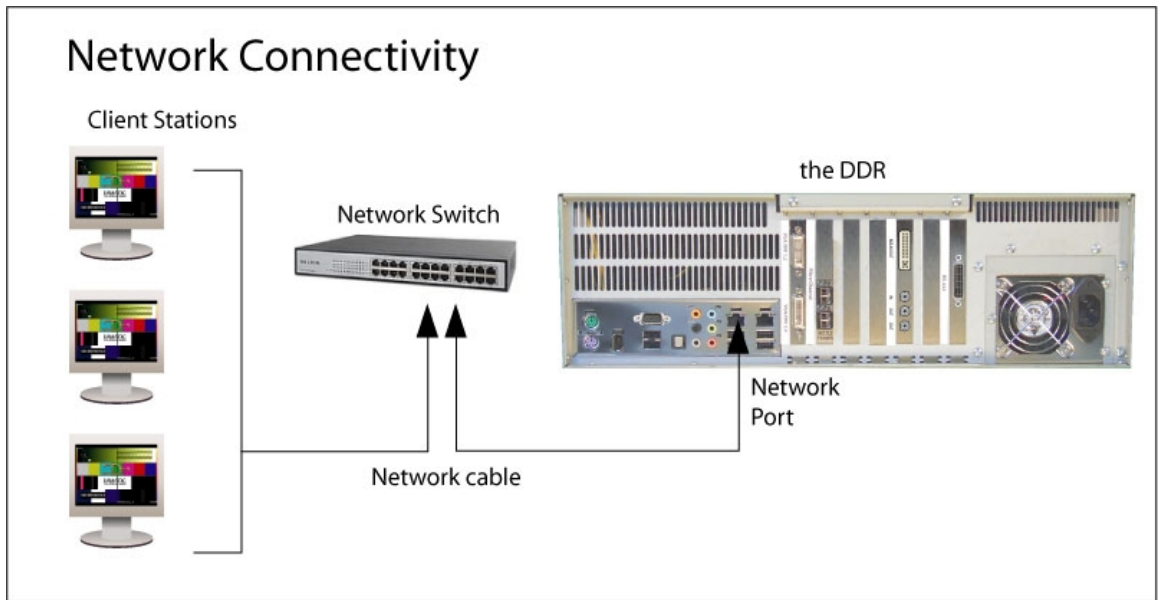 Network Connectivity
Client Stations
the DDR
Network Switch
Network
Port
Network cable